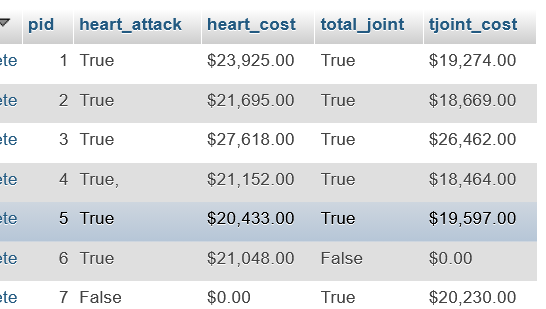 pid heart_attack heart_cost total_joint tjoint_cost
ete 1 True $23,925.00 True $19,274.00
ete 2 True $21,695.00 True $18,669.00
ete 3 True $27,618.00 True $26,462.00
ete 4 True, $21,152.00 True $18,464.00
ete 5 True $20,433.00 True $19,597.00
ete 6 True $21,048.00 False $0.00
ete 7 False $0.00 True $20,230.00